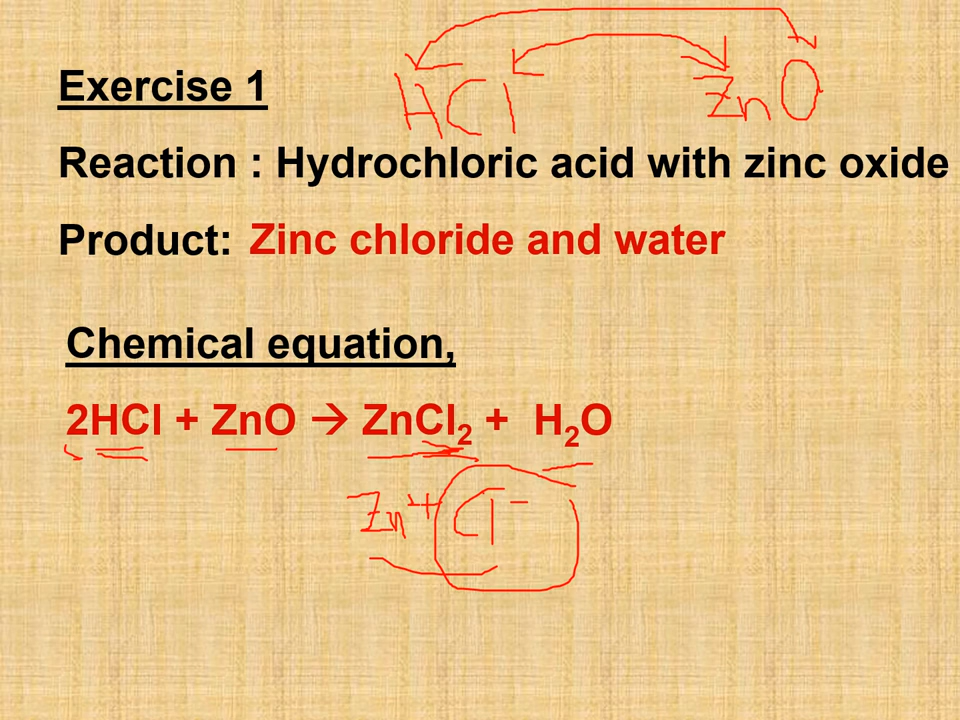 HCl ZnO
Exercise 1
Reaction : Hydrochloric acid with zinc oxide
Product: Zinc chloride and water
Chemical equation,
2HCl + ZnO → ZnCl₂ + H₂O
Zn²⁺ Cl⁻